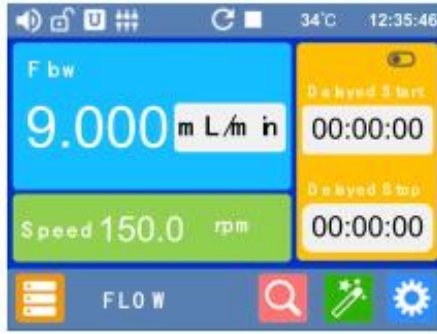 U 34°C 12:35:46
Flow
9.000 mL/min
Speed 150.0 rpm
Delayed Start
00:00:00
Delayed Stop
00:00:00
FLOW